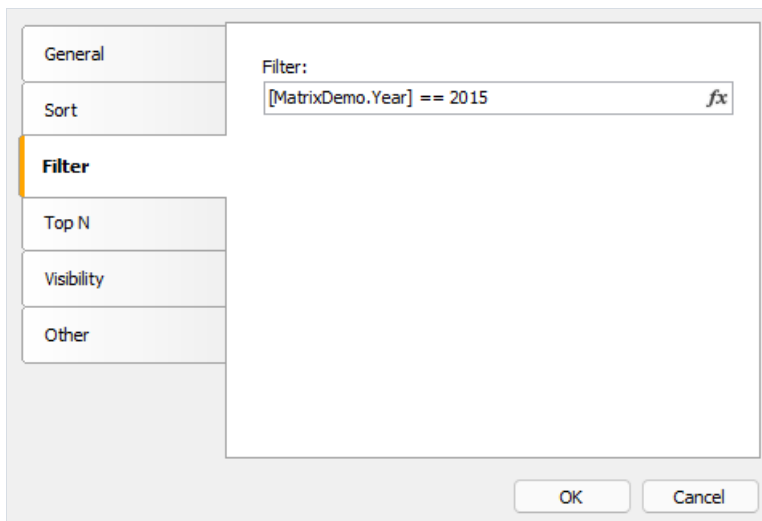 General
Sort
Filter
Top N
Visibility
Other
Filter:
[MatrixDemo.Year] == 2015
fx
OK
Cancel